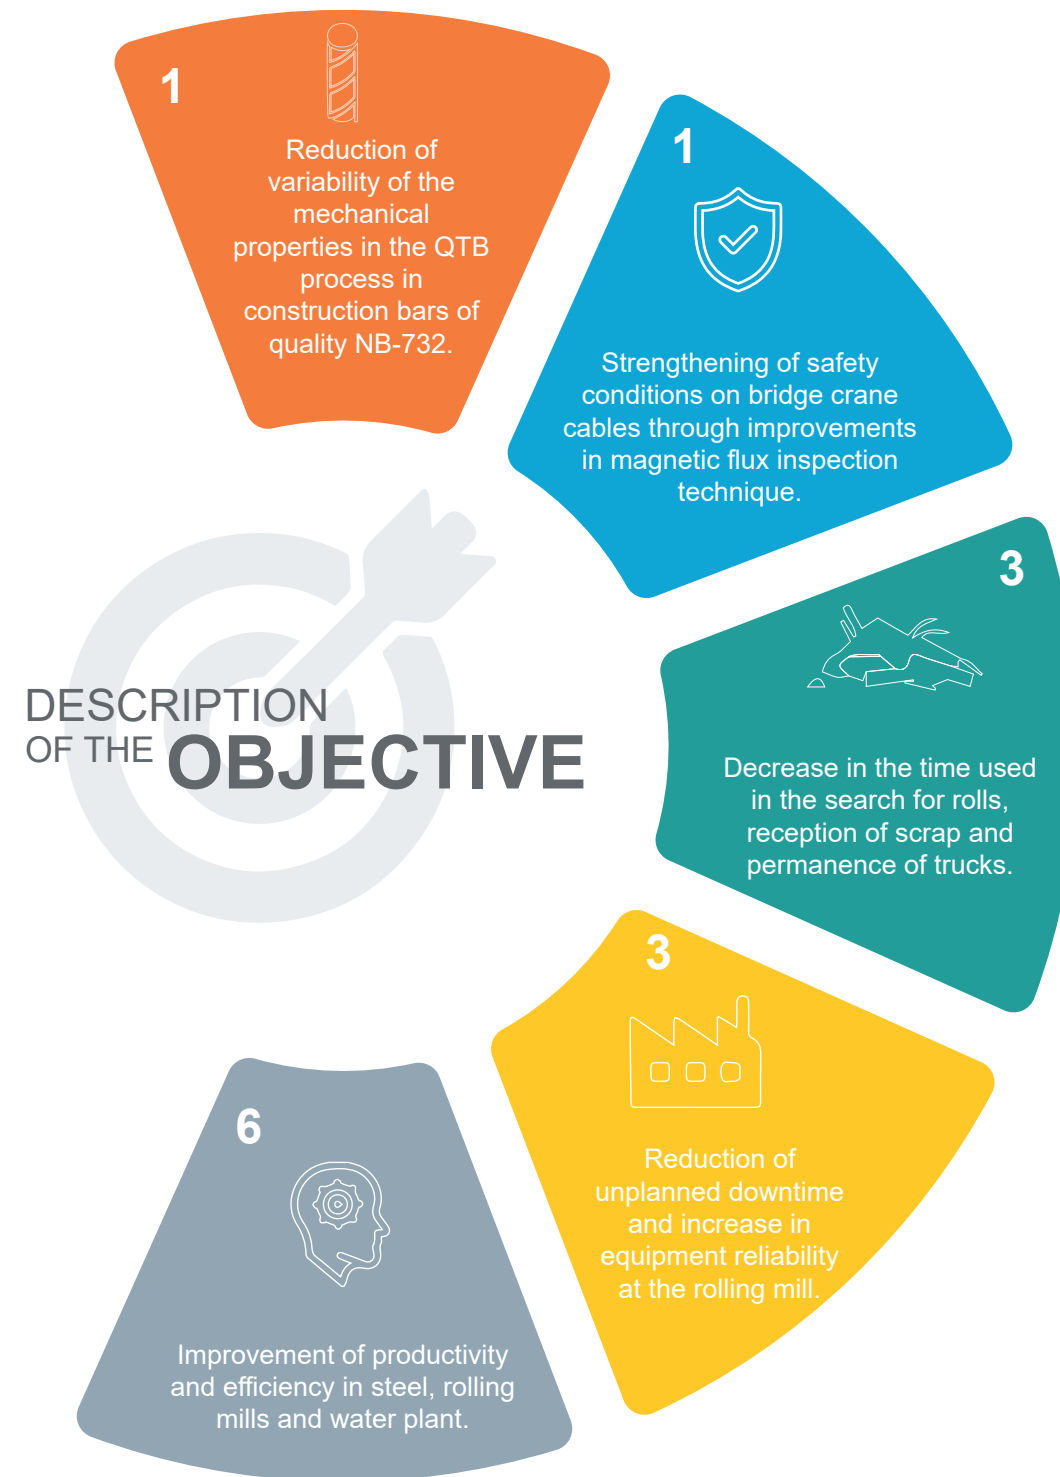 1
Reduction of
variability of the
mechanical
properties in the QTB
process in
construction bars of
quality NB-732.
1
Strengthening of safety
conditions on bridge crane
cables through improvements
in magnetic flux inspection
technique.
3
Decrease in the time used
in the search for rolls,
reception of scrap and
permanence of trucks.
DESCRIPTION
OF THE OBJECTIVE
3
Reduction of
unplanned downtime
and increase in
equipment reliability
at the rolling mill.
6
Improvement of productivity
and efficiency in steel, rolling
mills and water plant.